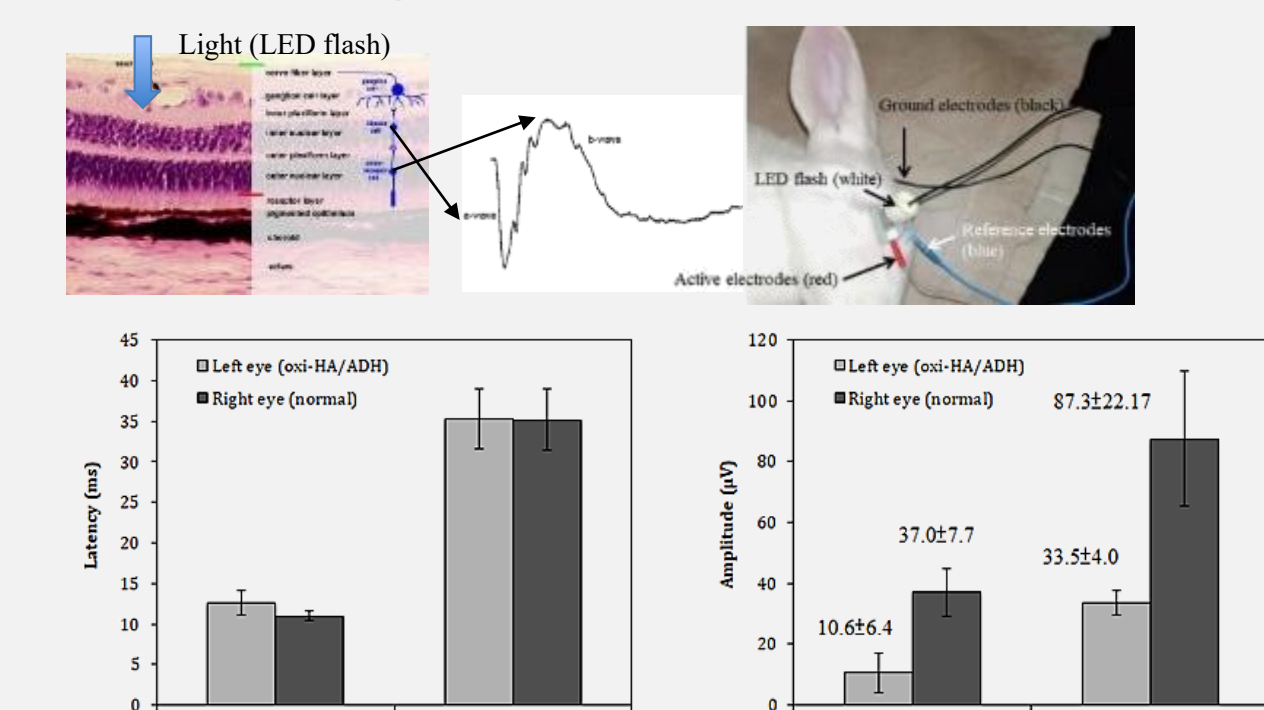 Light (LED flash)
nerve fiber layer
ganglion cell layer
inner plexiform layer
inner nuclear layer
outer plexiform layer
outer nuclear layer
receptor layer
pigmented epithelium
choroid
sclera
a-wave
b-wave
Ground electrodes (black)
LED flash (white)
Reference electrodes
(blue)
Active electrodes (red)
Latency (ms)
45
40
35
30
25
20
15
10
5
0
Left eye (oxi-HA/ADH)
Right eye (normal)
Amplitude (µV)
120
100
80
60
40
20
0
Left eye (oxi-HA/ADH)
Right eye (normal)
87.3±22.17
37.0±7.7
33.5±4.0
10.6±6.4